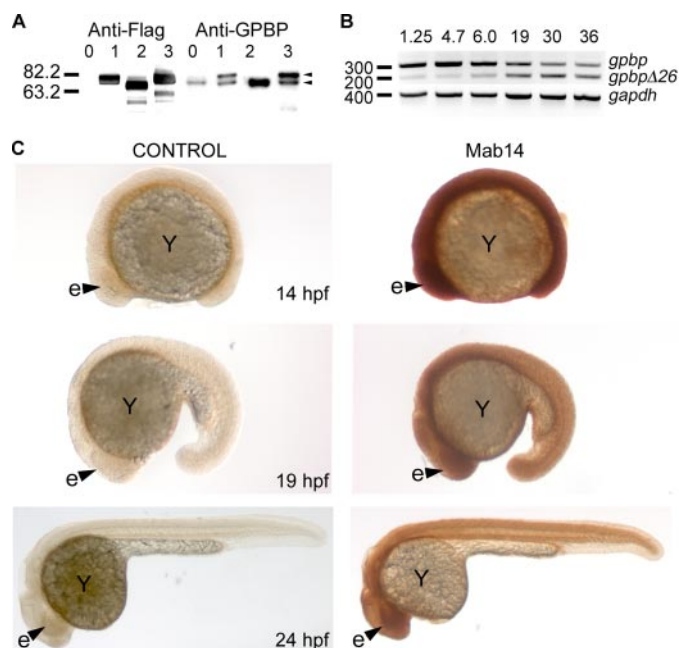 A
Anti-Flag Anti-GPBP
0 1 2 3 0 1 2 3
82.2
63.2
B
1.25 4.7 6.0 19 30 36
300 gpbp
200 gpbpΔ26
400 gapdh
C
CONTROL Mab14
Y Y
e e
14 hpf
Y Y
e e
19 hpf
Y Y
e e
24 hpf